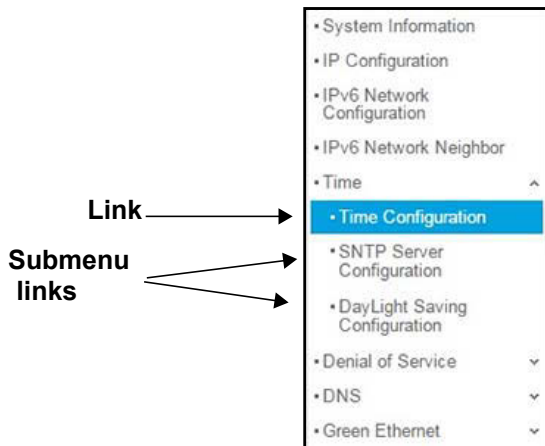 • System Information
• IP Configuration
• IPv6 Network
Configuration
• IPv6 Network Neighbor
• Time
Link
• Time Configuration
Submenu
links
• SNTP Server
Configuration
• DayLight Saving
Configuration
• Denial of Service
• DNS
• Green Ethernet